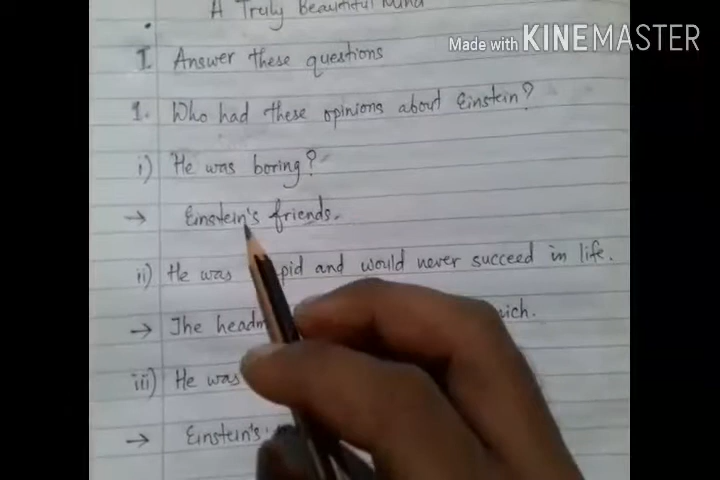 A Truly Beautiful Mind
Made with KINEMASTER
I Answer these questions
1. Who had these opinions about Einstein?
i) He was boring?
→ Einstein's friends.
ii) He was pid and would never succeed in life.
→ The headm ich.
iii) He was
→ Einstein's